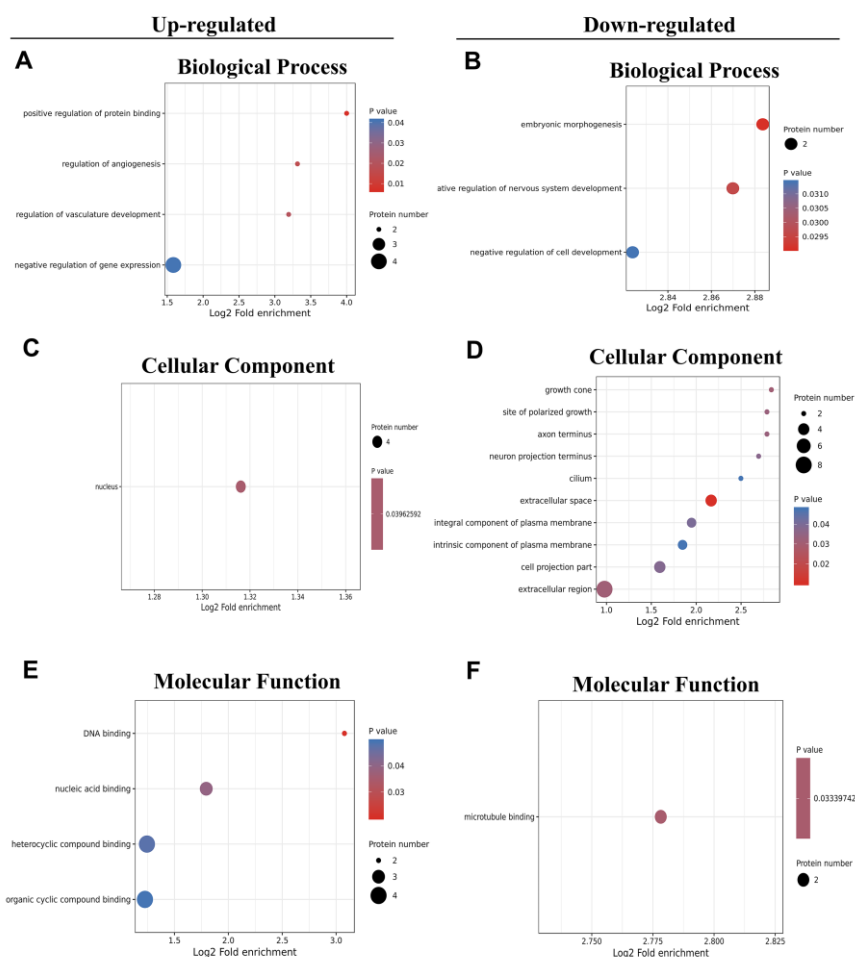 Up-regulated
Down-regulated
A
Biological Process
positive regulation of protein binding
regulation of angiogenesis
regulation of vasculature development
negative regulation of gene expression
1.5 2.0 2.5 3.0 3.5 4.0
Log2 Fold enrichment
P value
0.04
0.03
0.02
0.01
Protein number
2
3
4
B
Biological Process
embryonic morphogenesis
ative regulation of nervous system development
negative regulation of cell development
2.84 2.86 2.88
Log2 Fold enrichment
Protein number
2
P value
0.0310
0.0305
0.0300
0.0295
C
Cellular Component
nucleus
1.28 1.30 1.32 1.34 1.36
Log2 Fold enrichment
Protein number
4
P value
0.03962592
D
Cellular Component
growth cone
site of polarized growth
axon terminus
neuron projection terminus
cilium
extracellular space
integral component of plasma membrane
intrinsic component of plasma membrane
cell projection part
extracellular region
1.0 1.5 2.0 2.5
Log2 Fold enrichment
Protein number
2
4
6
8
P value
0.04
0.03
0.02
E
Molecular Function
DNA binding
nucleic acid binding
heterocyclic compound binding
organic cyclic compound binding
1.5 2.0 2.5 3.0
Log2 Fold enrichment
P value
0.04
0.03
Protein number
2
3
4
F
Molecular Function
microtubule binding
2.750 2.775 2.800 2.825
Log2 Fold enrichment
P value
0.03339742
Protein number
2